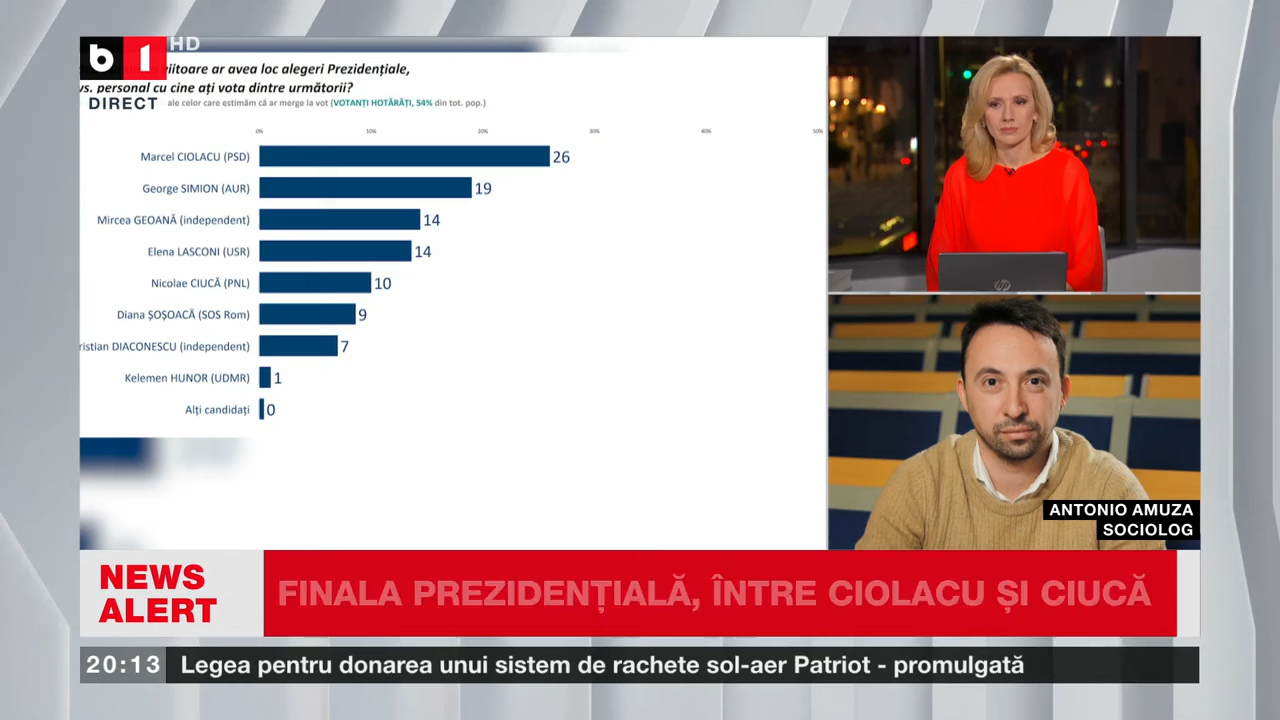 b1 HD
viitoare ar avea loc alegeri Prezidențiale,
vs. personal cu cine ați vota dintre următorii?
DIRECT
ale celor care estimăm că ar merge la vot (VOTANȚI HOTĂRÂȚI, 54% din tot. pop.)
0% 10% 20% 30% 40% 50%
Marcel CIOLACU (PSD) 26
George SIMION (AUR) 19
Mircea GEOANĂ (independent) 14
Elena LASCONI (USR) 14
Nicolae CIUCĂ (PNL) 10
Diana ȘOȘOACĂ (SOS Rom) 9
ristian DIACONESCU (independent) 7
Kelemen HUNOR (UDMR) 1
Alți candidați 0
hp
ANTONIO AMUZA
SOCIOLOG
NEWS
ALERT
FINALA PREZIDENȚIALĂ, ÎNTRE CIOLACU ȘI CIUCĂ
20:13 Legea pentru donarea unui sistem de rachete sol-aer Patriot - promulgată